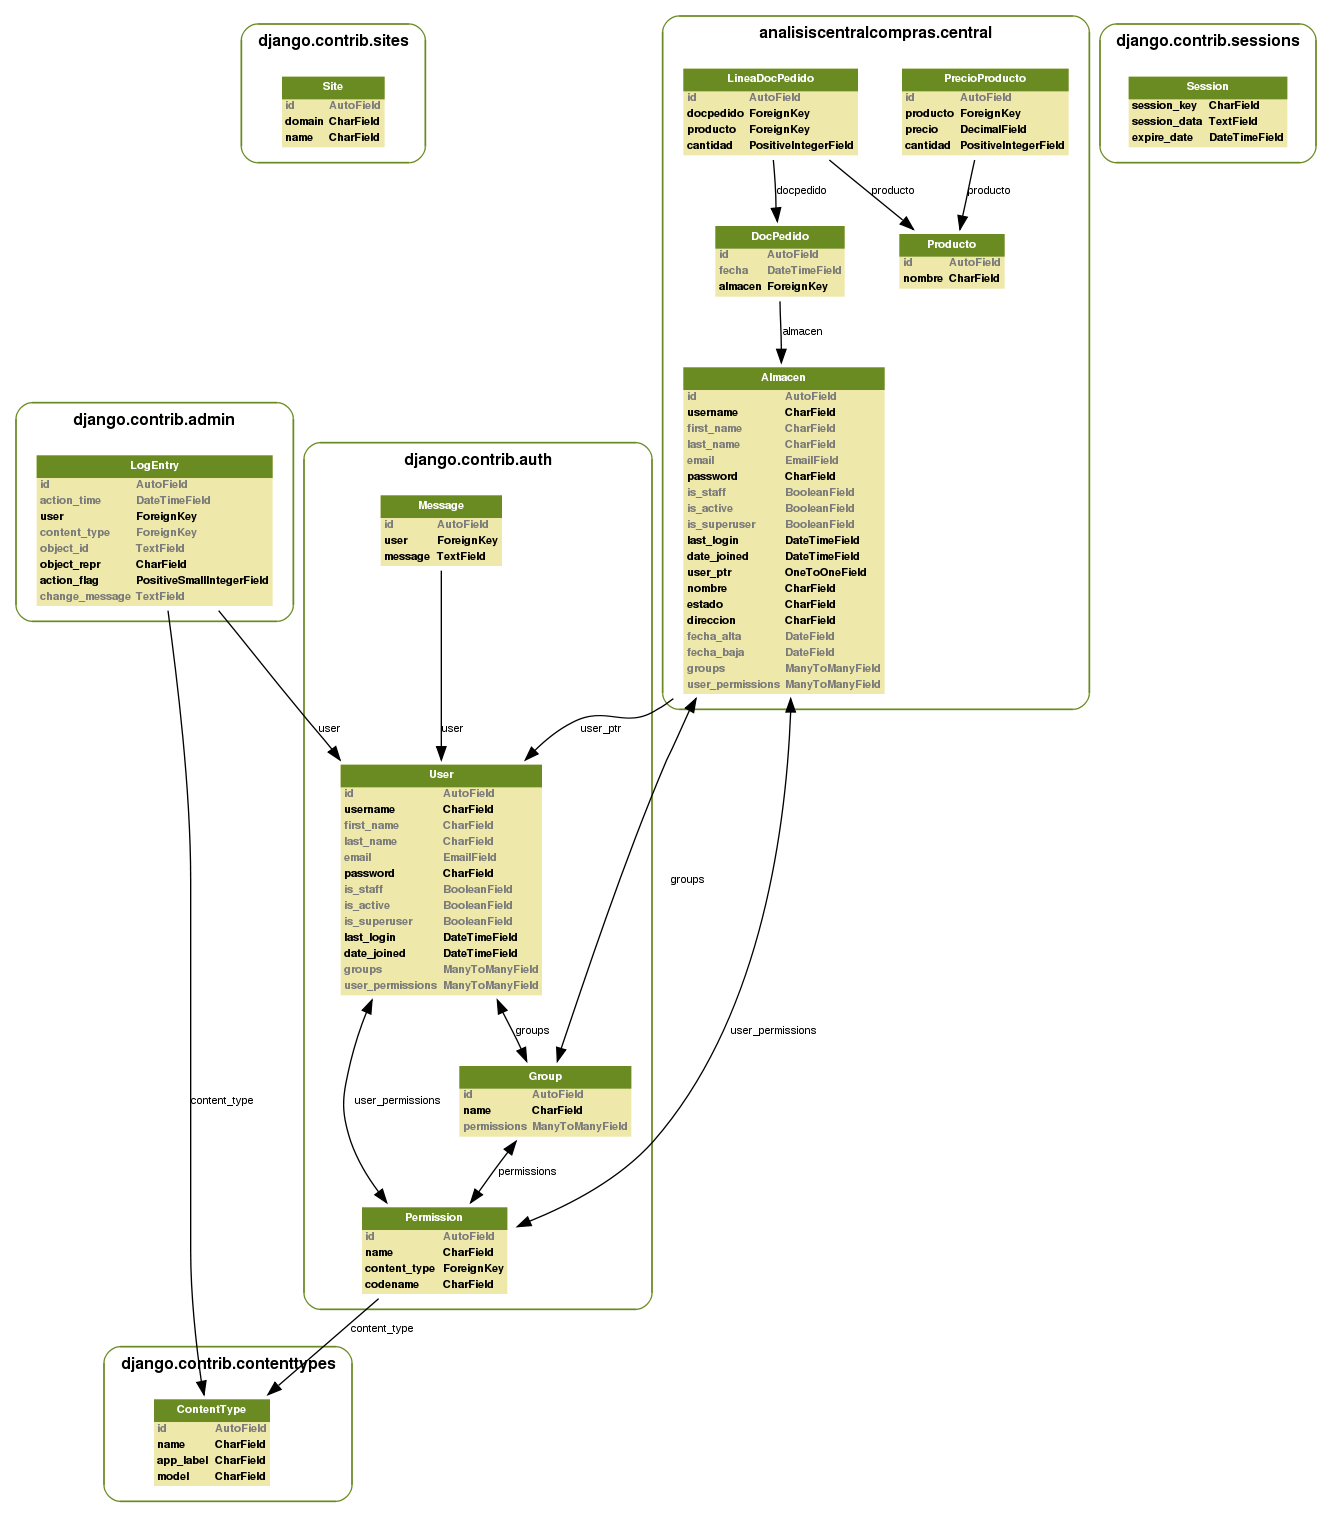 django.contrib.sites
Site
id AutoField
domain CharField
name CharField
analisiscentralcompras.central
LineaDocPedido
id AutoField
docpedido ForeignKey
producto ForeignKey
cantidad PositiveIntegerField
PrecioProducto
id AutoField
producto ForeignKey
precio DecimalField
cantidad PositiveIntegerField
docpedido
producto
producto
DocPedido
id AutoField
fecha DateTimeField
almacen ForeignKey
Producto
id AutoField
nombre CharField
almacen
Almacen
id AutoField
username CharField
first_name CharField
last_name CharField
email EmailField
password CharField
is_staff BooleanField
is_active BooleanField
is_superuser BooleanField
last_login DateTimeField
date_joined DateTimeField
user_ptr OneToOneField
nombre CharField
estado CharField
direccion CharField
fecha_alta DateField
fecha_baja DateField
groups ManyToManyField
user_permissions ManyToManyField
django.contrib.sessions
Session
session_key CharField
session_data TextField
expire_date DateTimeField
django.contrib.admin
LogEntry
id AutoField
action_time DateTimeField
user ForeignKey
content_type ForeignKey
object_id TextField
object_repr CharField
action_flag PositiveSmallIntegerField
change_message TextField
django.contrib.auth
Message
id AutoField
user ForeignKey
message TextField
user
user
user_ptr
User
id AutoField
username CharField
first_name CharField
last_name CharField
email EmailField
password CharField
is_staff BooleanField
is_active BooleanField
is_superuser BooleanField
last_login DateTimeField
date_joined DateTimeField
groups ManyToManyField
user_permissions ManyToManyField
groups
groups
user_permissions
Group
id AutoField
name CharField
permissions ManyToManyField
content_type
user_permissions
permissions
Permission
id AutoField
name CharField
content_type ForeignKey
codename CharField
content_type
django.contrib.contenttypes
ContentType
id AutoField
name CharField
app_label CharField
model CharField